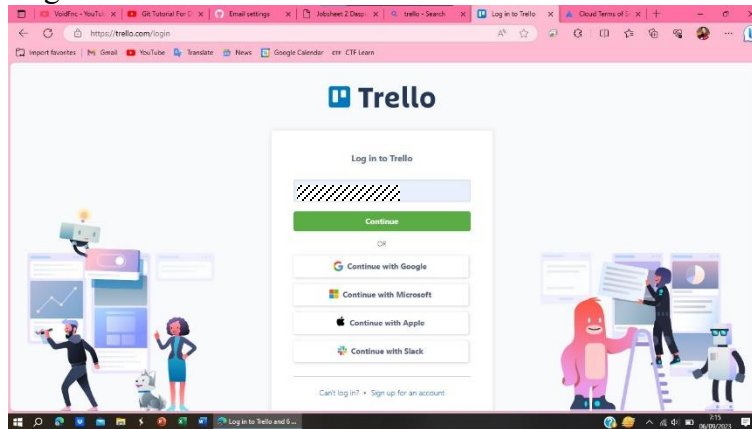 VoidFnc - YouTu
Git Tutorial For D
Email settings
Jobsheet 2 Dasp
trello - Search
Log in to Trello
Cloud Terms of S
https://trello.com/login
Import favorites
Gmail
YouTube
Translate
News
Google Calendar
CTF Learn
Trello
Log in to Trello
Continue
OR
Continue with Google
Continue with Microsoft
Continue with Apple
Continue with Slack
Can't log in? • Sign up for an account
Log in to Trello and 6 ...
7:15
06/09/2023